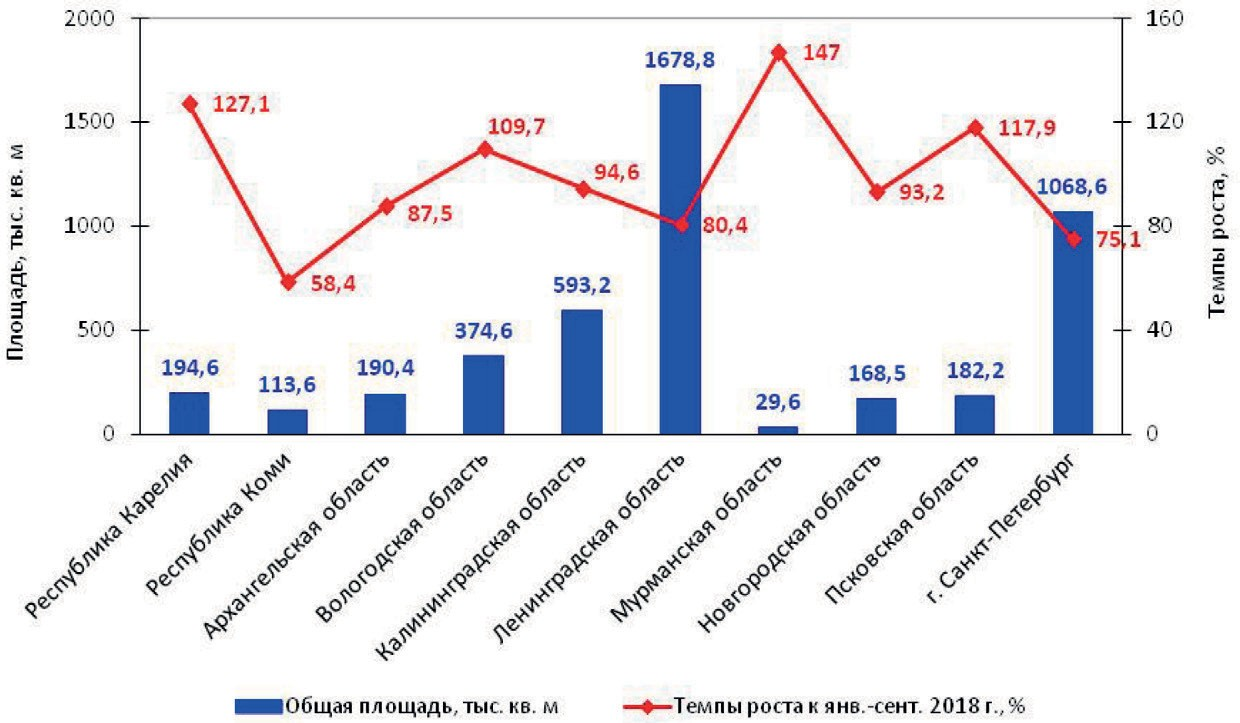 Площадь, тыс. кв. м
2000
1500
1000
500
0
160
120
80
40
0
Темпы роста, %
127,1
58,4
87,5
109,7
94,6
80,4
147
93,2
117,9
75,1
194,6
113,6
190,4
374,6
593,2
1678,8
29,6
168,5
182,2
1068,6
Республика Карелия
Республика Коми
Архангельская область
Вологодская область
Калининградская область
Ленинградская область
Мурманская область
Новгородская область
Псковская область
г. Санкт-Петербург
Общая площадь, тыс. кв. м
Темпы роста к янв.-сент. 2018 г., %